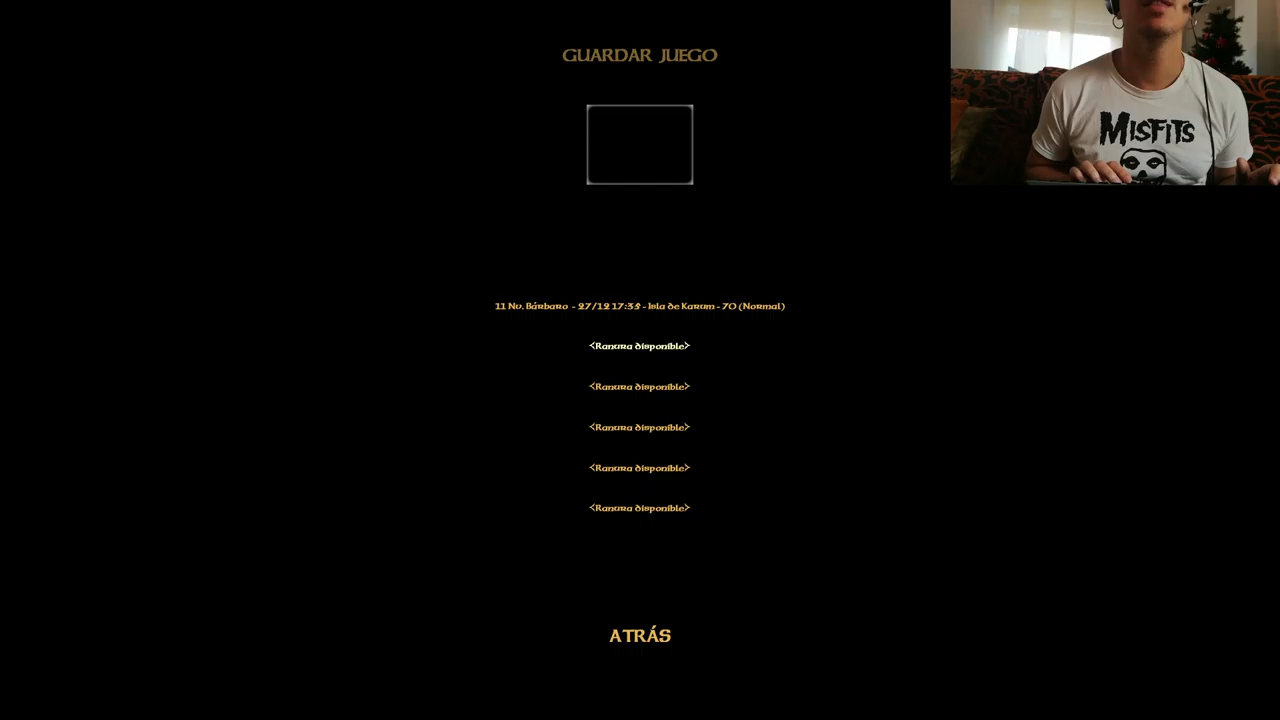 GUARDAR JUEGO
MISFITS
11 Nv. Bárbaro - 27/12 17:35 - Isla de Karum - 70 (Normal)
<Ranura disponible>
<Ranura disponible>
<Ranura disponible>
<Ranura disponible>
<Ranura disponible>
ATRÁS